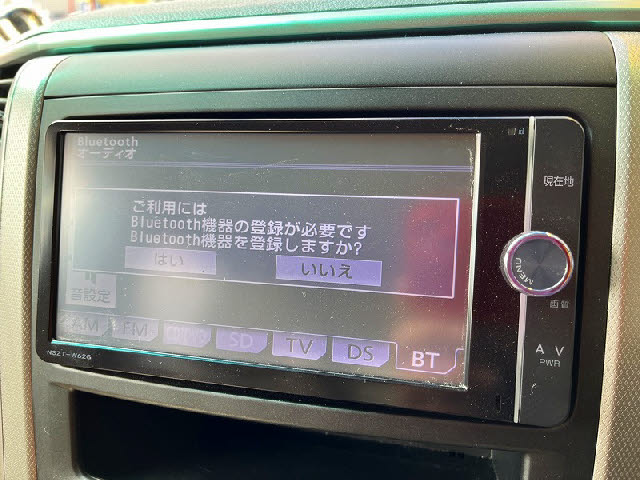 Bluetooth
オーディオ
現在地
ご利用には
Bluetooth機器の登録が必要です
Bluetooth機器を登録しますか?
はい
いいえ
MENU
音設定
画質
AM
FM
SD
TV
DS
BT
NSZT-W62G
∧ ∨
PWR